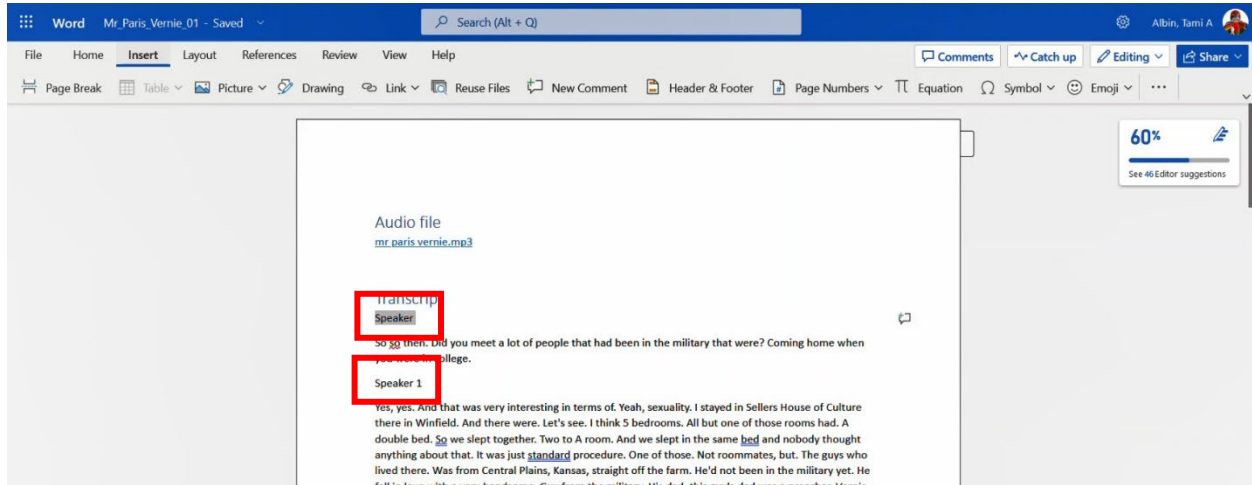 Word Mr_Paris_Vernie_01 - Saved Search (Alt + Q) Albin, Tami A
File Home Insert Layout References Review View Help Comments Catch up Editing Share
Page Break Table Picture Drawing Link Reuse Files New Comment Header & Footer Page Numbers Equation Symbol Emoji ...
60%
See 46 Editor suggestions
Audio file
mr paris vernie.mp3
Transcrip
Speaker
So so then. Did you meet a lot of people that had been in the military that were? Coming home when
you were in college.
Speaker 1
Yes, yes. And that was very interesting in terms of. Yeah, sexuality. I stayed in Sellers House of Culture
there in Winfield. And there were. Let's see. I think 5 bedrooms. All but one of those rooms had. A
double bed. So we slept together. Two to A room. And we slept in the same bed and nobody thought
anything about that. It was just standard procedure. One of those. Not roommates, but. The guys who
lived there. Was from Central Plains, Kansas, straight off the farm. He'd not been in the military yet. He